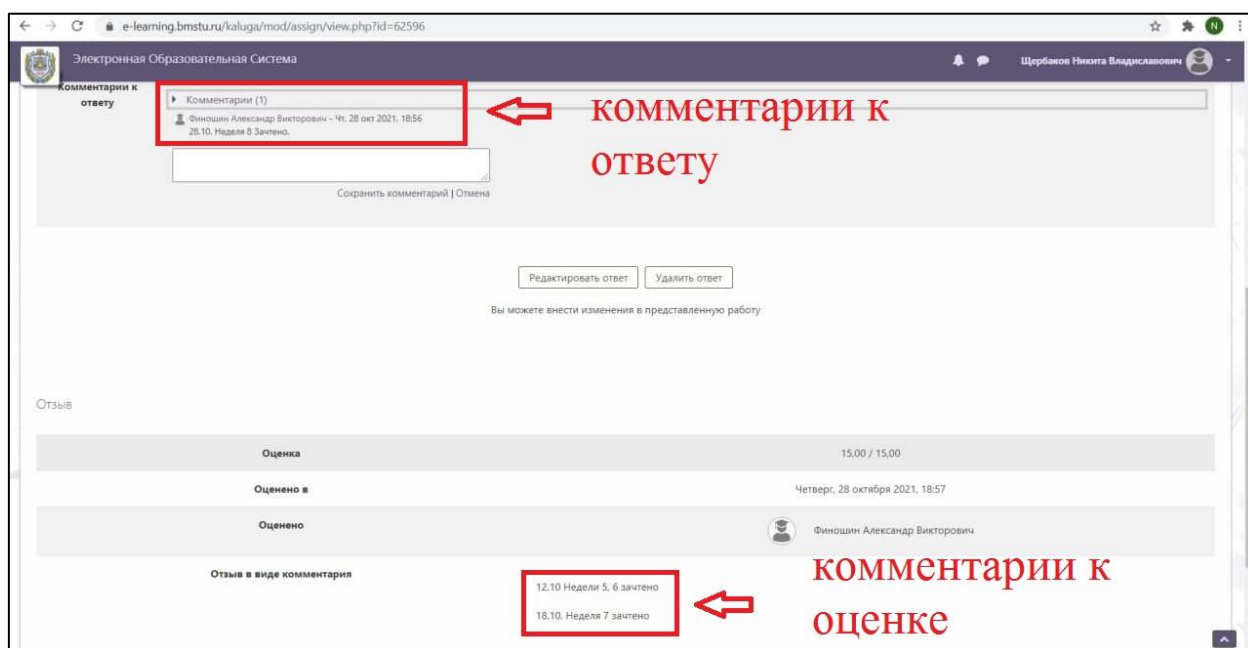 e-learning.bmstu.ru/kaluga/mod/assign/view.php?id=62596
N
Электронная Образовательная Система
Щербаков Никита Владиславович
Комментарии к
ответу
Комментарии (1)
Финошин Александр Викторович - Чт, 28 окт 2021, 18:56
28.10. Неделя 8 Зачтено.
комментарии к
ответу
Сохранить комментарий | Отмена
Редактировать ответ
Удалить ответ
Вы можете внести изменения в представленную работу
Отзыв
Оценка
15,00 / 15,00
Оценено в
Четверг, 28 октября 2021, 18:57
Оценено
Финошин Александр Викторович
Отзыв в виде комментария
12.10 Недели 5, 6 зачтено
18.10. Неделя 7 зачтено
комментарии к
оценке